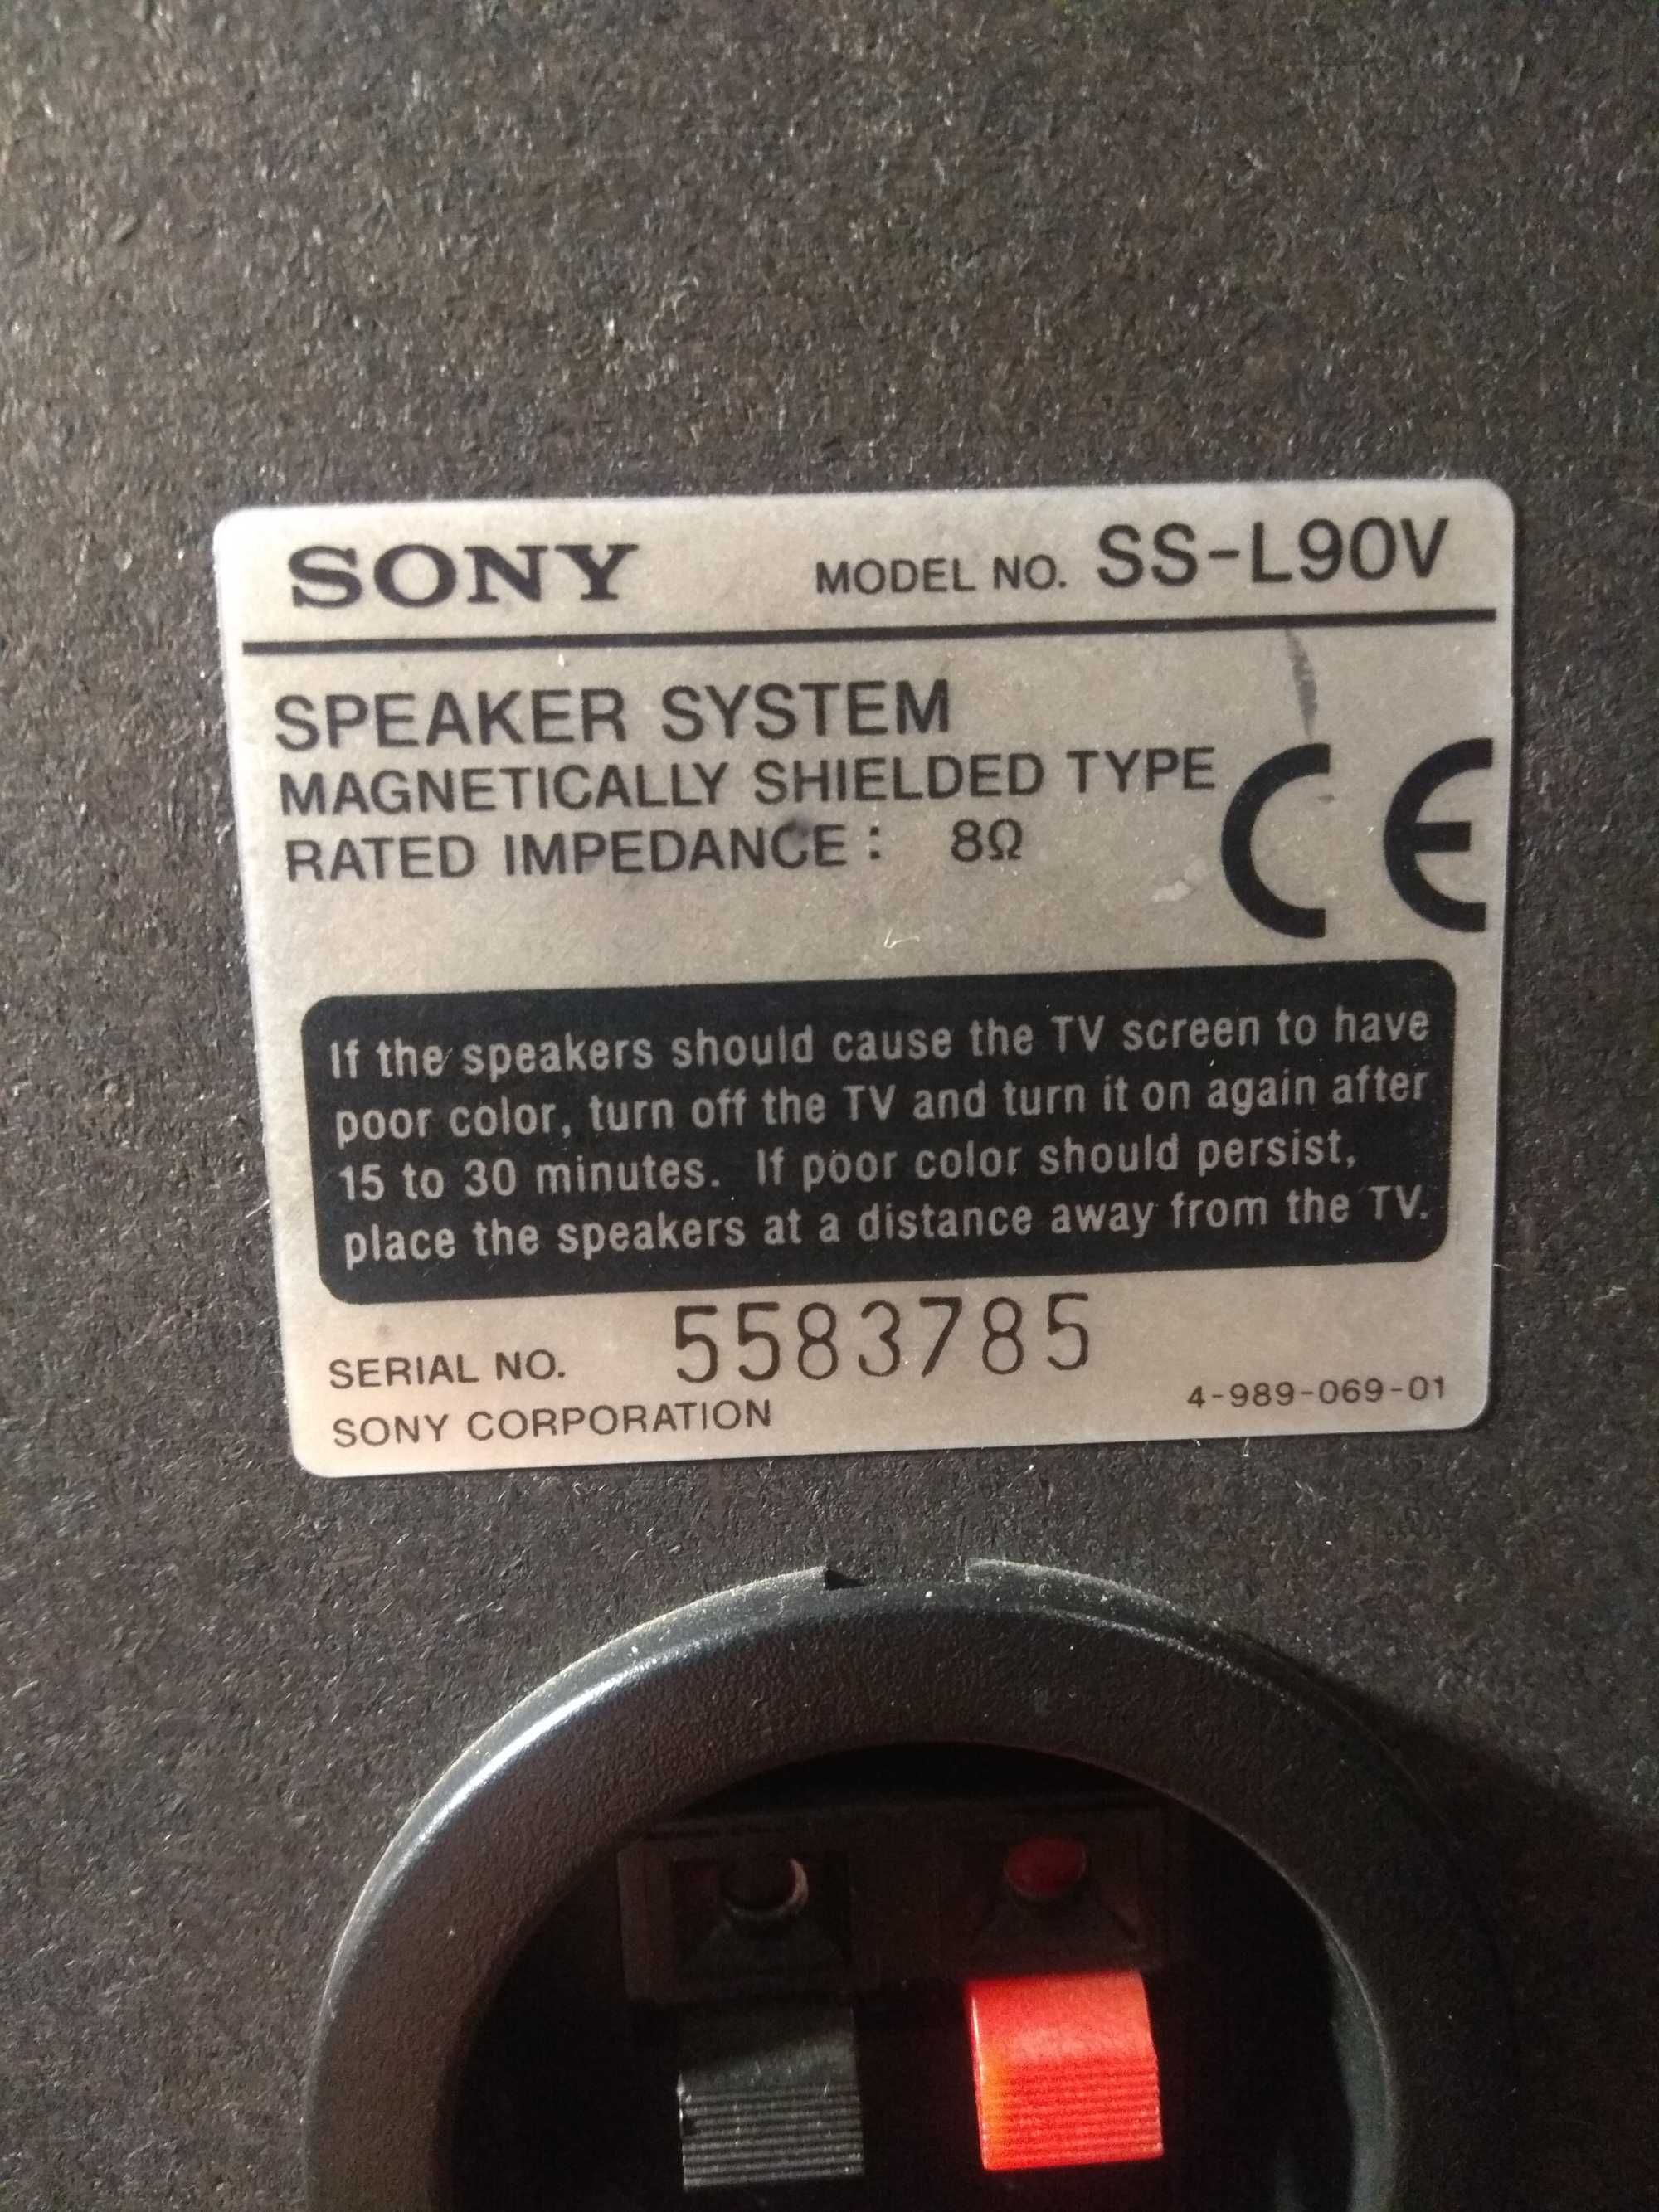 SONY MODEL NO. SS-L90V
SPEAKER SYSTEM
MAGNETICALLY SHIELDED TYPE
RATED IMPEDANCE : 8Ω
CE
If the speakers should cause the TV screen to have
poor color, turn off the TV and turn it on again after
15 to 30 minutes. If poor color should persist,
place the speakers at a distance away from the TV.
SERIAL NO. 5583785
SONY CORPORATION 4-989-069-01